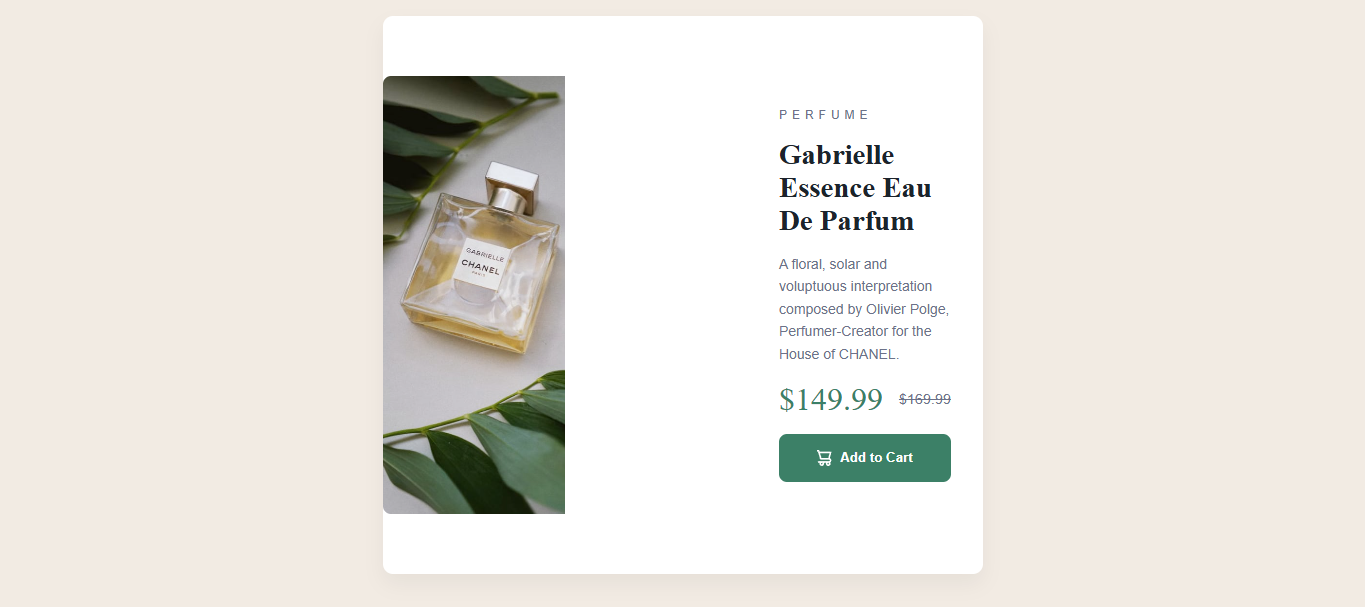 PERFUME
Gabrielle
Essence Eau
De Parfum
A floral, solar and
voluptuous interpretation
composed by Olivier Polge,
Perfumer-Creator for the
House of CHANEL.
$149.99 $169.99
Add to Cart
GABRIELLE
CHANEL
PARIS